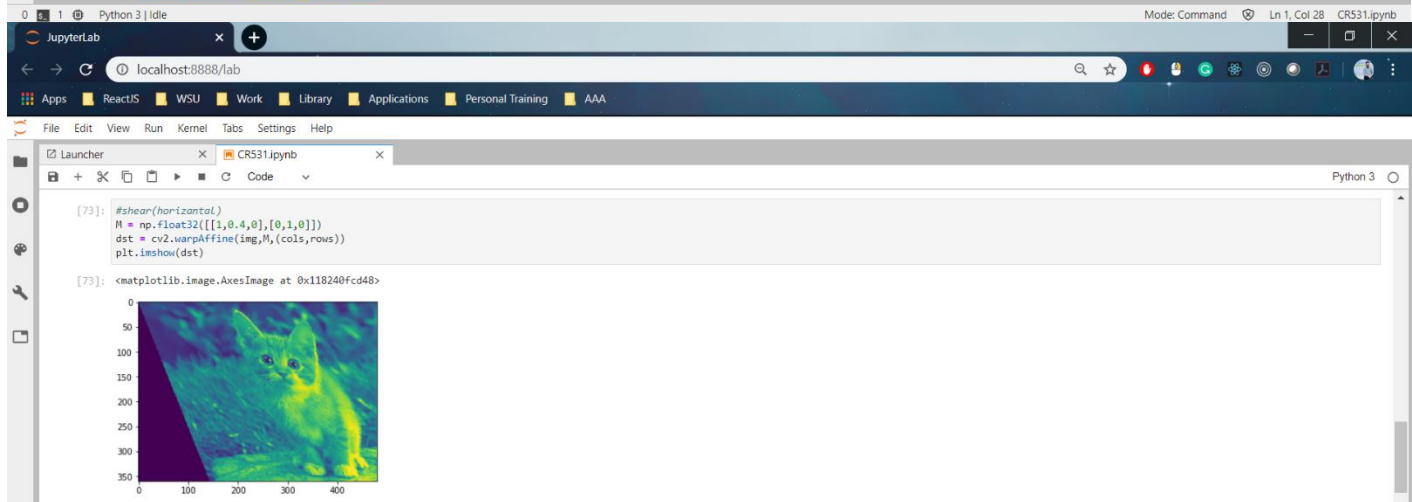 0 1 Python 3 | Idle Mode: Command Ln 1, Col 28 CR531.ipynb
JupyterLab
localhost:8888/lab
Apps ReactJS WSU Work Library Applications Personal Training AAA
File Edit View Run Kernel Tabs Settings Help
Launcher CR531.ipynb
Code Python 3
[73]: #shear(horizantal)
M = np.float32([[1,0.4,0],[0,1,0]])
dst = cv2.warpAffine(img,M,(cols,rows))
plt.imshow(dst)
[73]: <matplotlib.image.AxesImage at 0x118240fcd48>
0
50
100
150
200
250
300
350
0 100 200 300 400